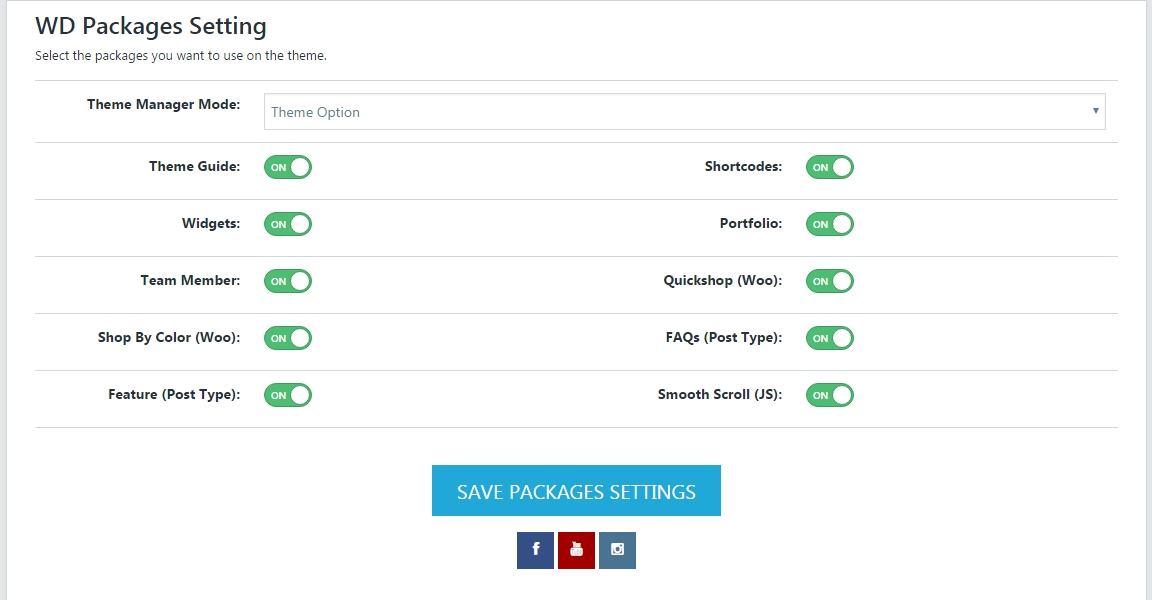 WD Packages Setting
Select the packages you want to use on the theme.
Theme Manager Mode: Theme Option
Theme Guide: ON Shortcodes: ON
Widgets: ON Portfolio: ON
Team Member: ON Quickshop (Woo): ON
Shop By Color (Woo): ON FAQs (Post Type): ON
Feature (Post Type): ON Smooth Scroll (JS): ON
SAVE PACKAGES SETTINGS